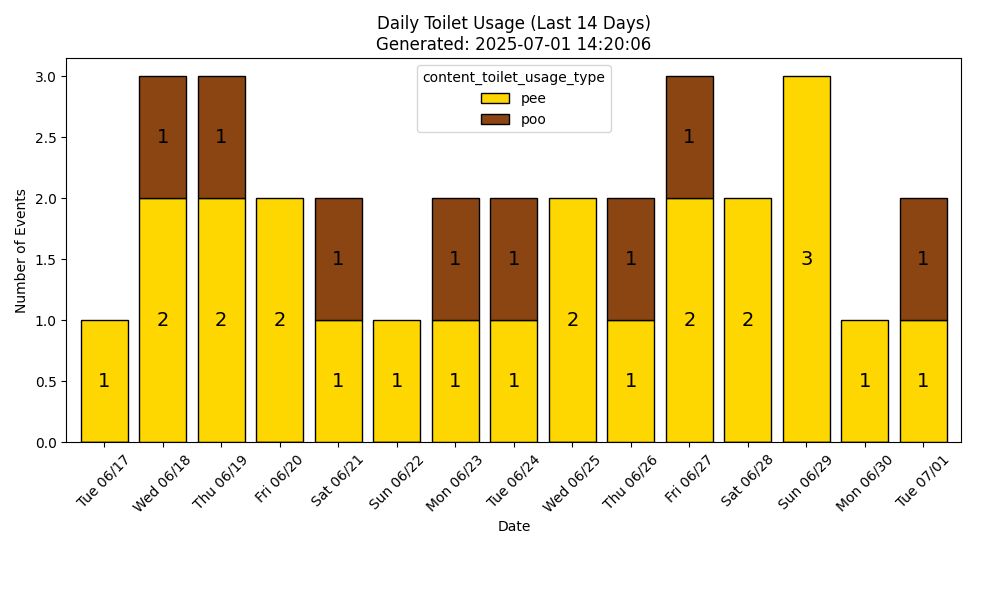 Daily Toilet Usage (Last 14 Days)
Generated: 2025-07-01 14:20:06
content_toilet_usage_type
pee
poo
Number of Events
3.0
2.5
2.0
1.5
1.0
0.5
0.0
1 1 1
1 1 1 1 3 1
2 2 2 2 2 2
1 1 1 1 1 1 1 1
Tue 06/17
Wed 06/18
Thu 06/19
Fri 06/20
Sat 06/21
Sun 06/22
Mon 06/23
Tue 06/24
Wed 06/25
Thu 06/26
Fri 06/27
Sat 06/28
Sun 06/29
Mon 06/30
Tue 07/01
Date